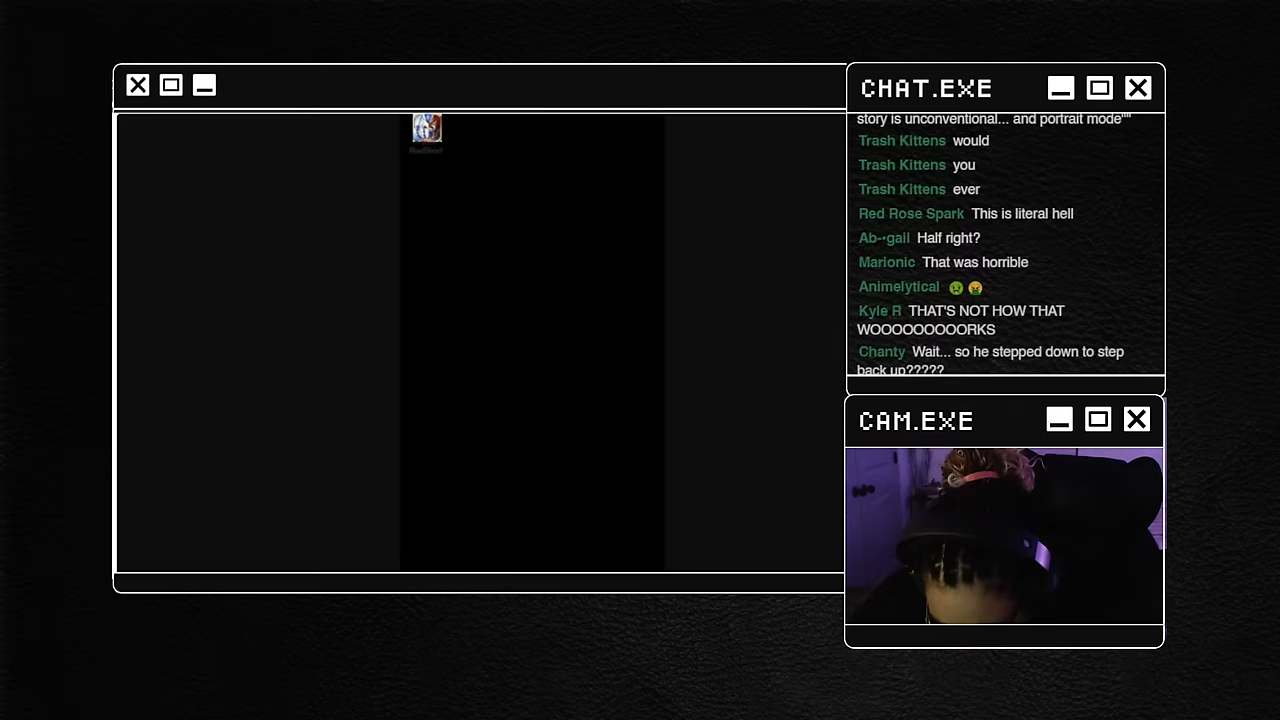 CHAT.EXE
story is unconventional... and portrait mode""
Trash Kittens would
Trash Kittens you
Trash Kittens ever
Red Rose Spark This is literal hell
Ab-·gail Half right?
Marionic That was horrible
Animelytical 🤢 🤮
Kyle R THAT'S NOT HOW THAT
WOOOOOOOOORKS
Chanty Wait... so he stepped down to step
back up?????
CAM.EXE